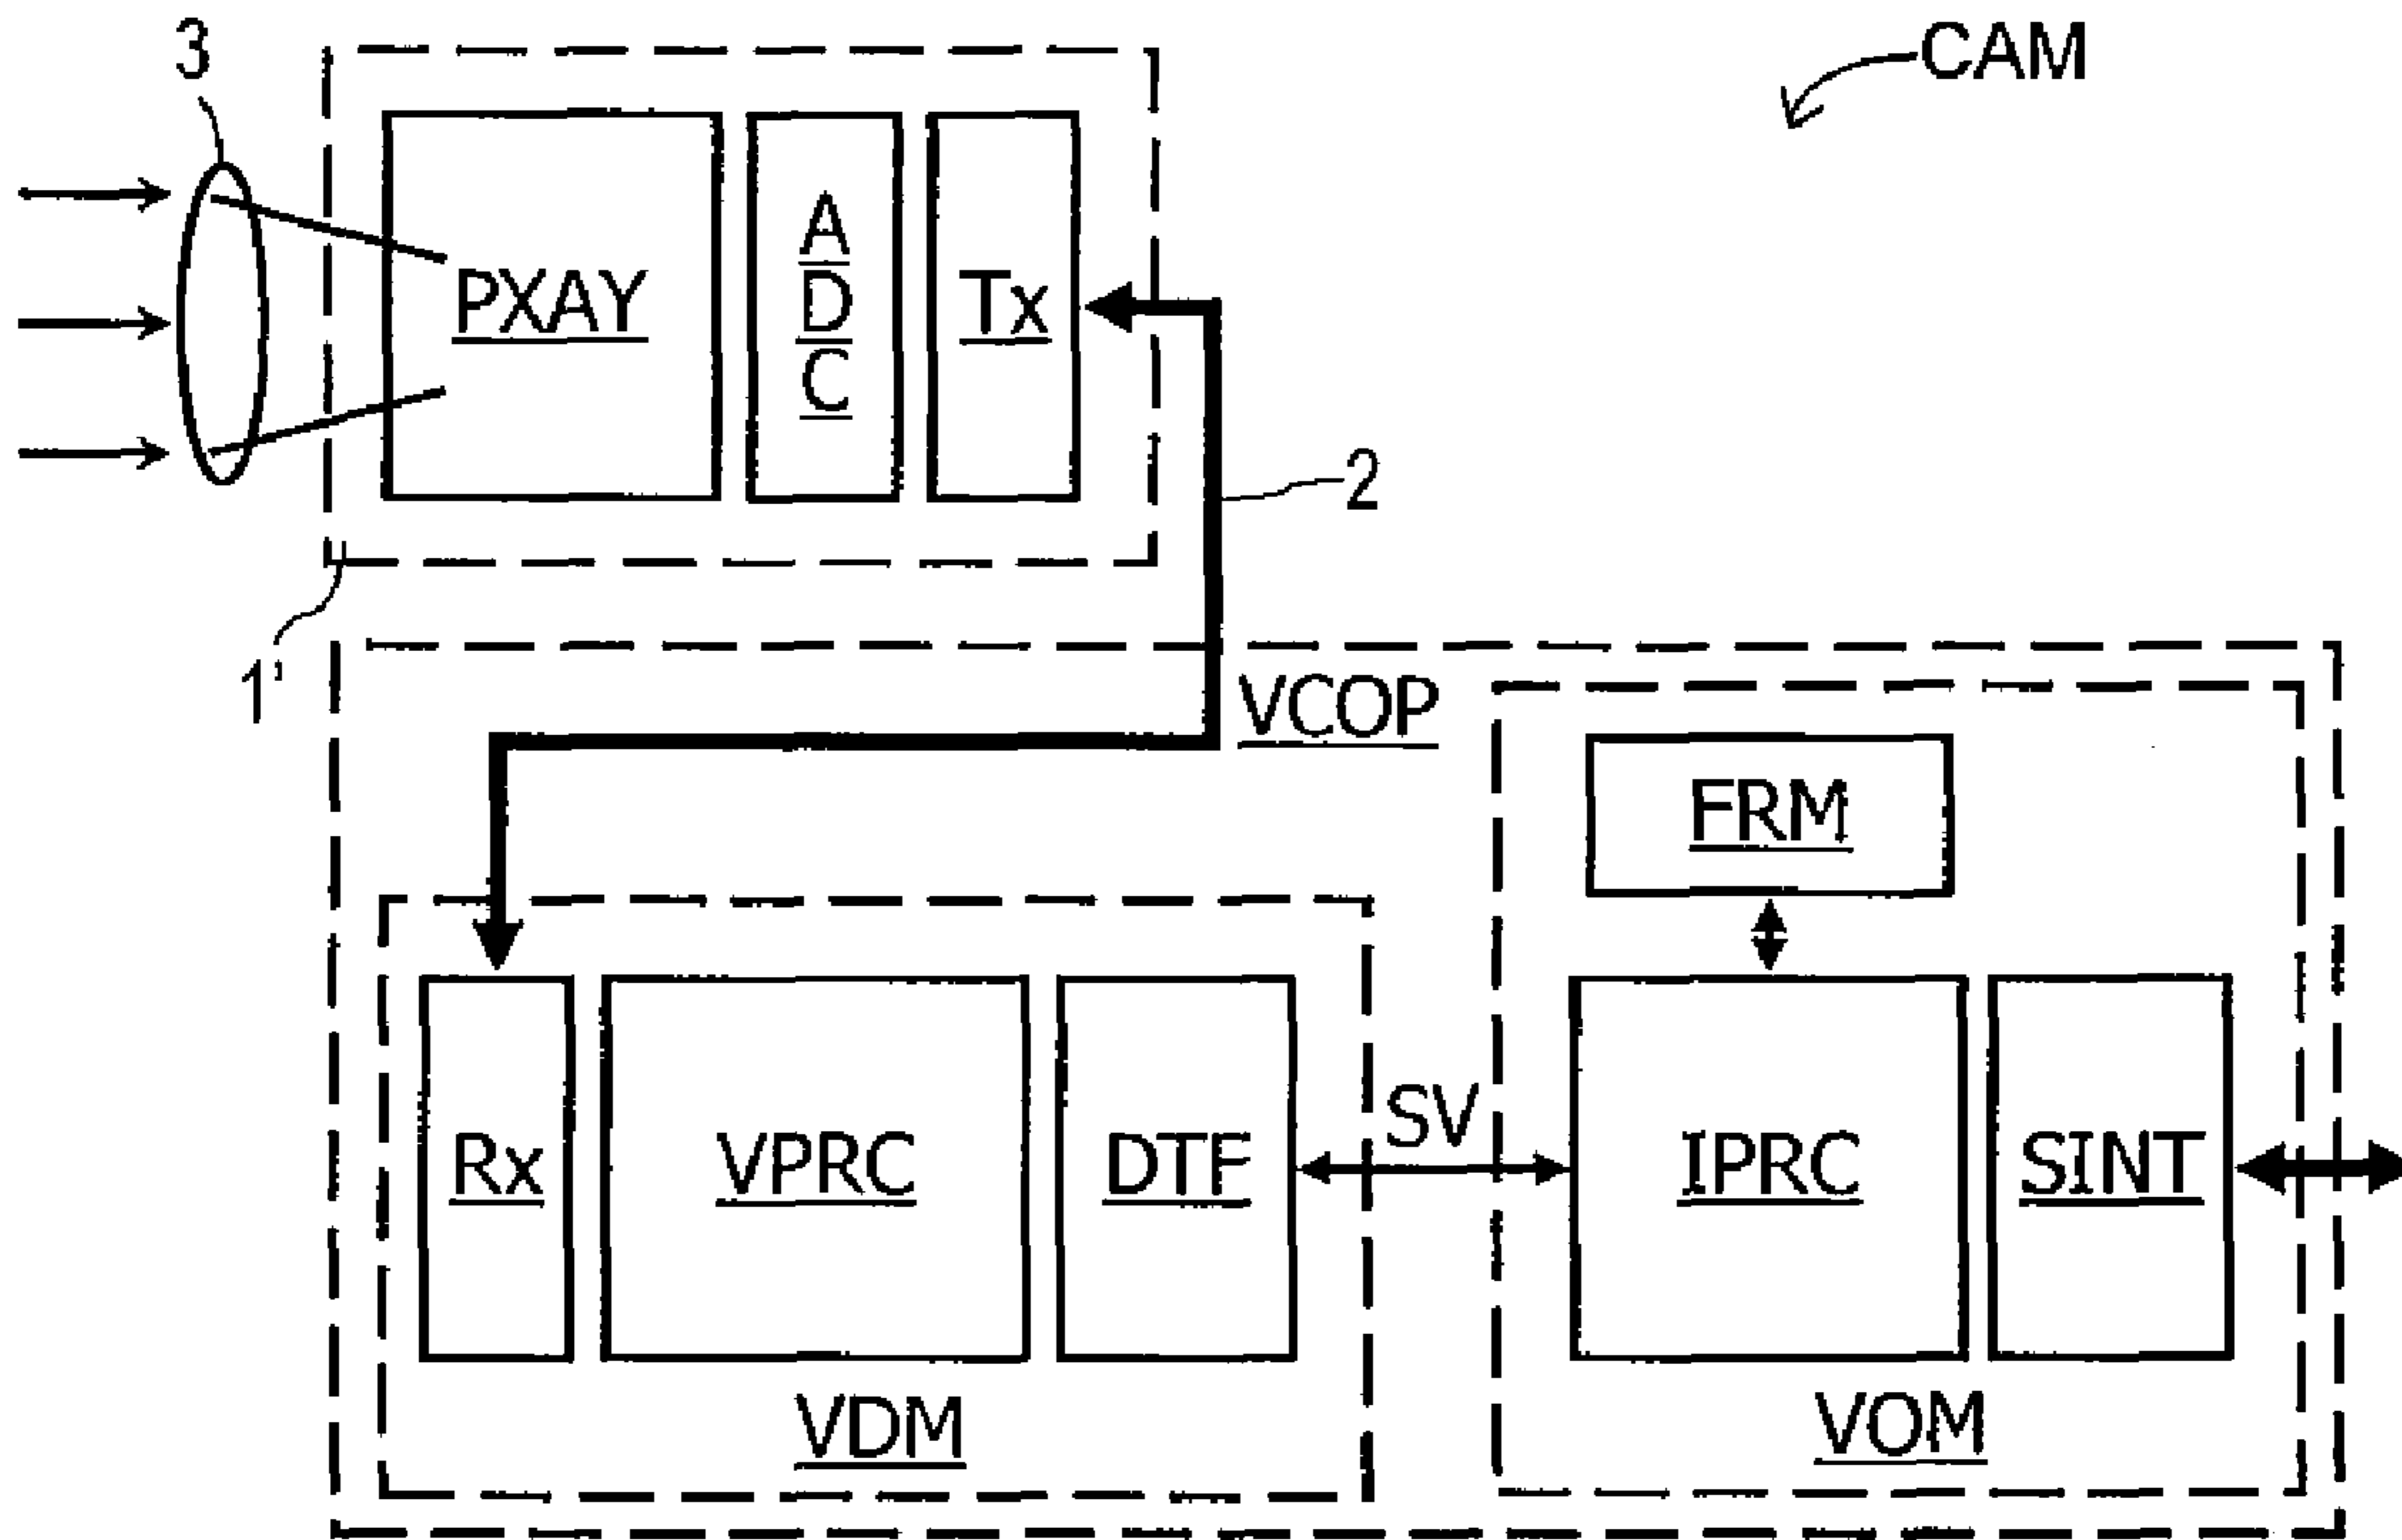 3
CAM
PXAY
A
D
C
Tx
2
1'
VCOP
FRM
Rx
VPRC
DTF
SV
IPRC
SINT
VDM
VOM